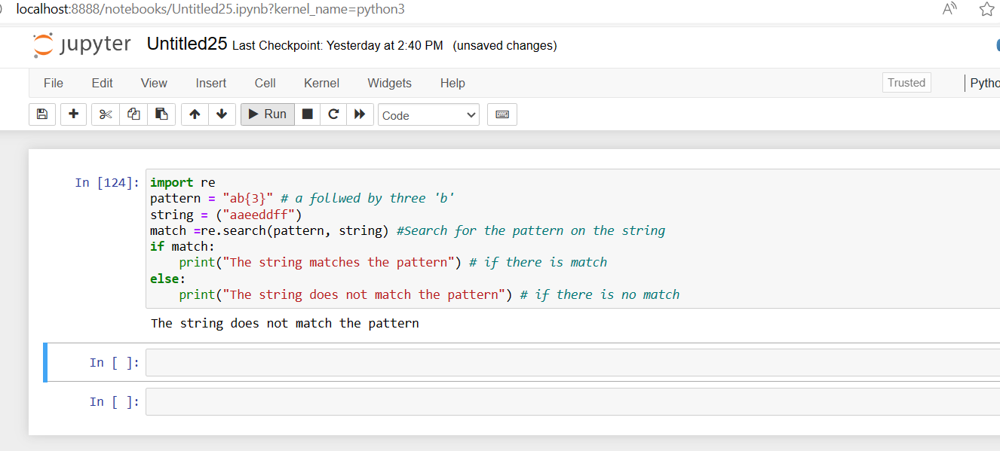 localhost:8888/notebooks/Untitled25.ipynb?kernel_name=python3
jupyter Untitled25 Last Checkpoint: Yesterday at 2:40 PM (unsaved changes)
File Edit View Insert Cell Kernel Widgets Help Trusted Pytho
Run Code
In [124]: import re
pattern = "ab{3}" # a follwed by three 'b'
string = ("aaeeddff")
match =re.search(pattern, string) #Search for the pattern on the string
if match:
    print("The string matches the pattern") # if there is match
else:
    print("The string does not match the pattern") # if there is no match
The string does not match the pattern
In [ ]:
In [ ]: